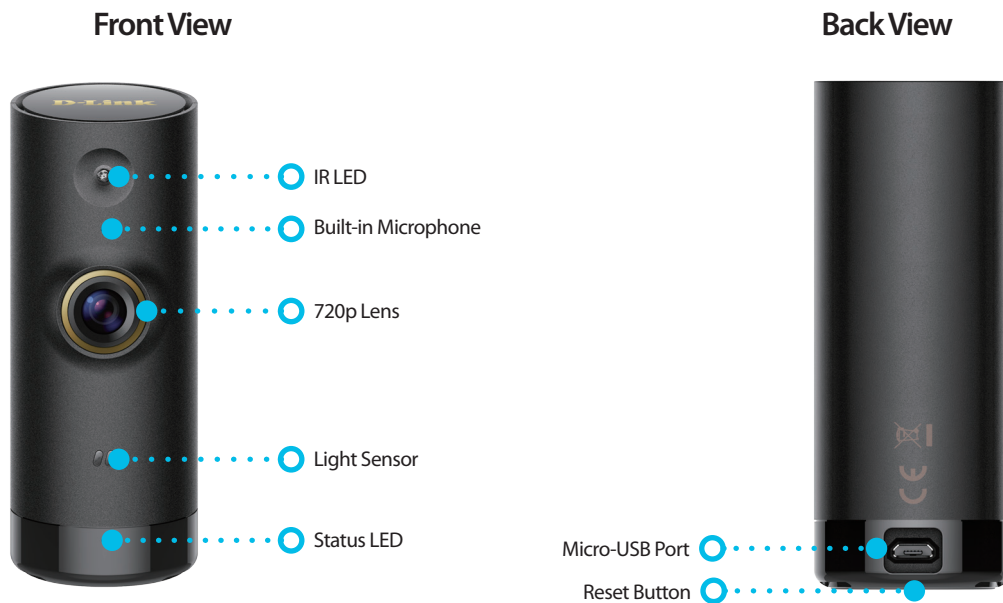 Front View
Back View
D-Link
IR LED
Built-in Microphone
720p Lens
Light Sensor
Status LED
CE
Micro-USB Port
Reset Button